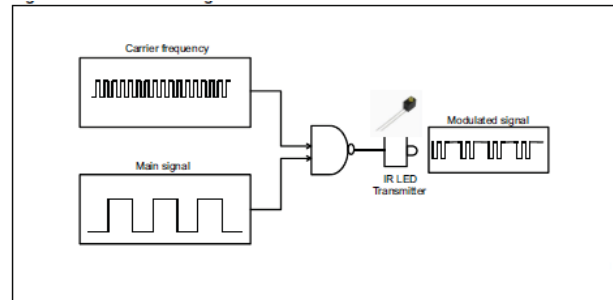 Carrier frequency
Modulated signal
Main signal
IR LED
Transmitter